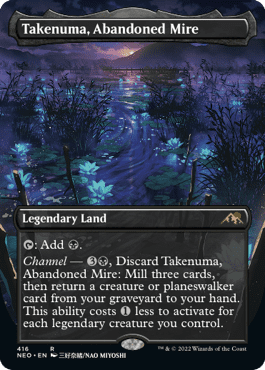 Takenuma, Abandoned Mire
Legendary Land
: Add .
Channel — 3, Discard Takenuma,
Abandoned Mire: Mill three cards,
then return a creature or planeswalker
card from your graveyard to your hand.
This ability costs 1 less to activate for
each legendary creature you control.
416 R
NEO • EN 三好奈緒/NAO MIYOSHI
™ & © 2022 Wizards of the Coast